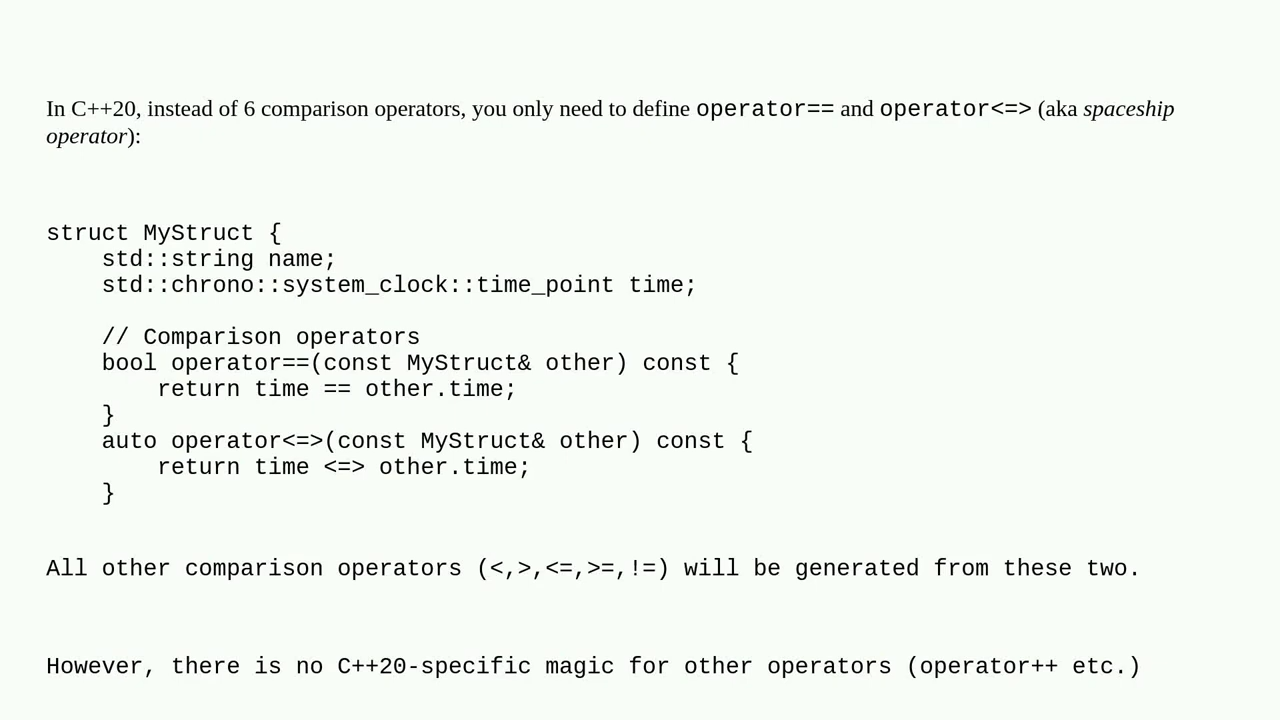 In C++20, instead of 6 comparison operators, you only need to define operator== and operator<=> (aka spaceship
operator):
struct MyStruct {
    std::string name;
    std::chrono::system_clock::time_point time;
    // Comparison operators
    bool operator==(const MyStruct& other) const {
        return time == other.time;
    }
    auto operator<=>(const MyStruct& other) const {
        return time <=> other.time;
    }
All other comparison operators (<,>,<=,>=,!=) will be generated from these two.
However, there is no C++20-specific magic for other operators (operator++ etc.)